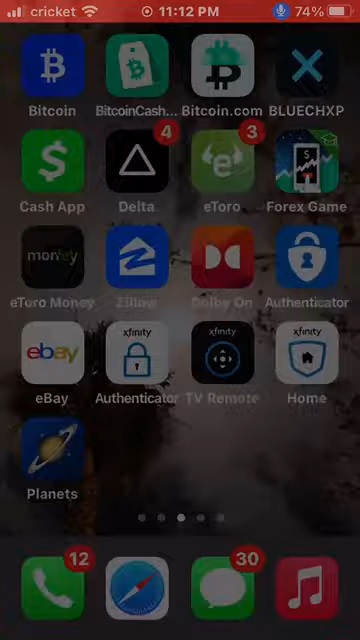 cricket 11:12 PM 74%
Bitcoin BitcoinCash... Bitcoin.com BLUECHXP
4 3
Cash App Delta eToro Forex Game
money
eToro Money Zillow Dolby On Authenticator
xfinity xfinity xfinity
ebay
eBay Authenticator TV Remote Home
Planets
12 30